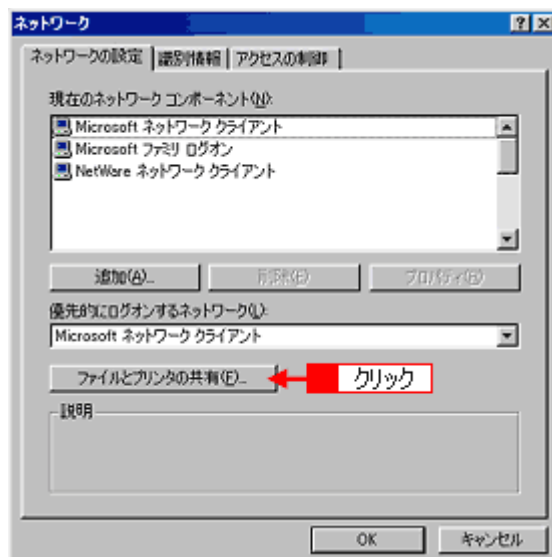 ネットワーク
ネットワークの設定 識別情報 アクセスの制御
現在のネットワーク コンポーネント(N):
Microsoft ネットワーク クライアント
Microsoft ファミリ ログオン
NetWare ネットワーク クライアント
追加(A)... 削除(E) プロパティ(R)
優先的にログオンするネットワーク(L):
Microsoft ネットワーク クライアント
ファイルとプリンタの共有(F)... クリック
説明
OK キャンセル